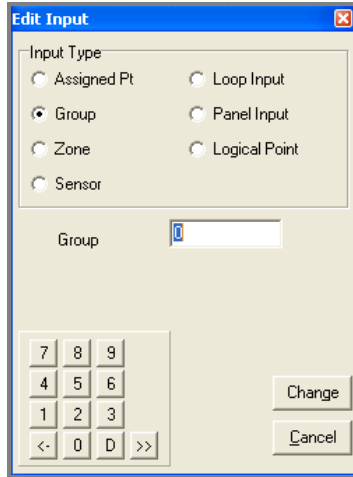 Edit Input
Input Type
Assigned Pt Loop Input
Group Panel Input
Zone Logical Point
Sensor
Group 0
7 8 9
4 5 6
1 2 3
<- 0 D >>
Change
Cancel